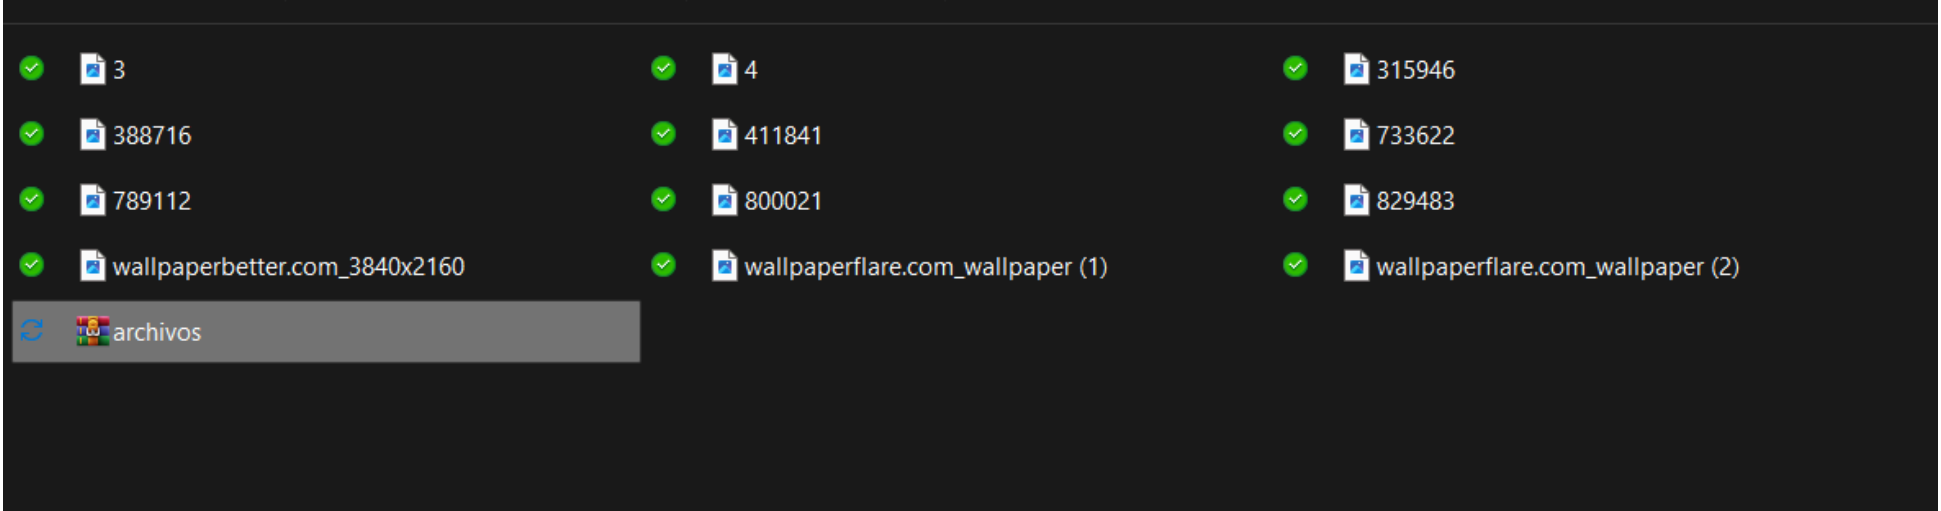 3
4
315946
388716
411841
733622
789112
800021
829483
wallpaperbetter.com_3840x2160
wallpaperflare.com_wallpaper (1)
wallpaperflare.com_wallpaper (2)
archivos